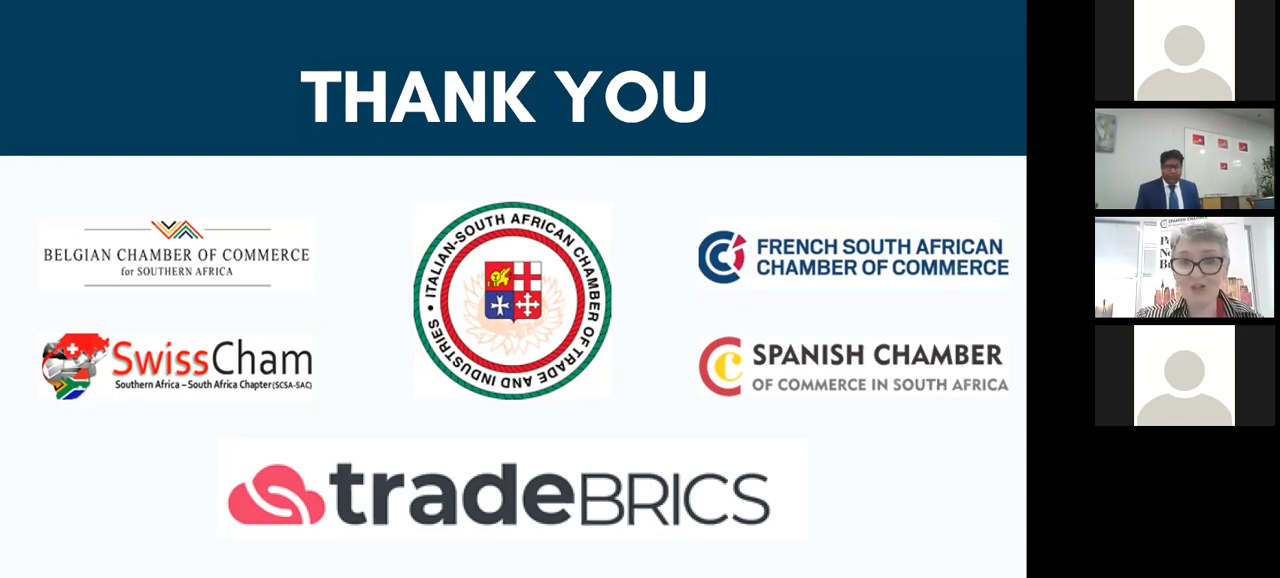 THANK YOU
BELGIAN CHAMBER OF COMMERCE
for SOUTHERN AFRICA
ITALIAN-SOUTH AFRICAN CHAMBER OF TRADE AND INDUSTRIES •
FRENCH SOUTH AFRICAN
CHAMBER OF COMMERCE
SwissCham
Southern Africa – South Africa Chapter (SCSA-SAC)
SPANISH CHAMBER
OF COMMERCE IN SOUTH AFRICA
tradeBRICS
SPANISH CHAMBER